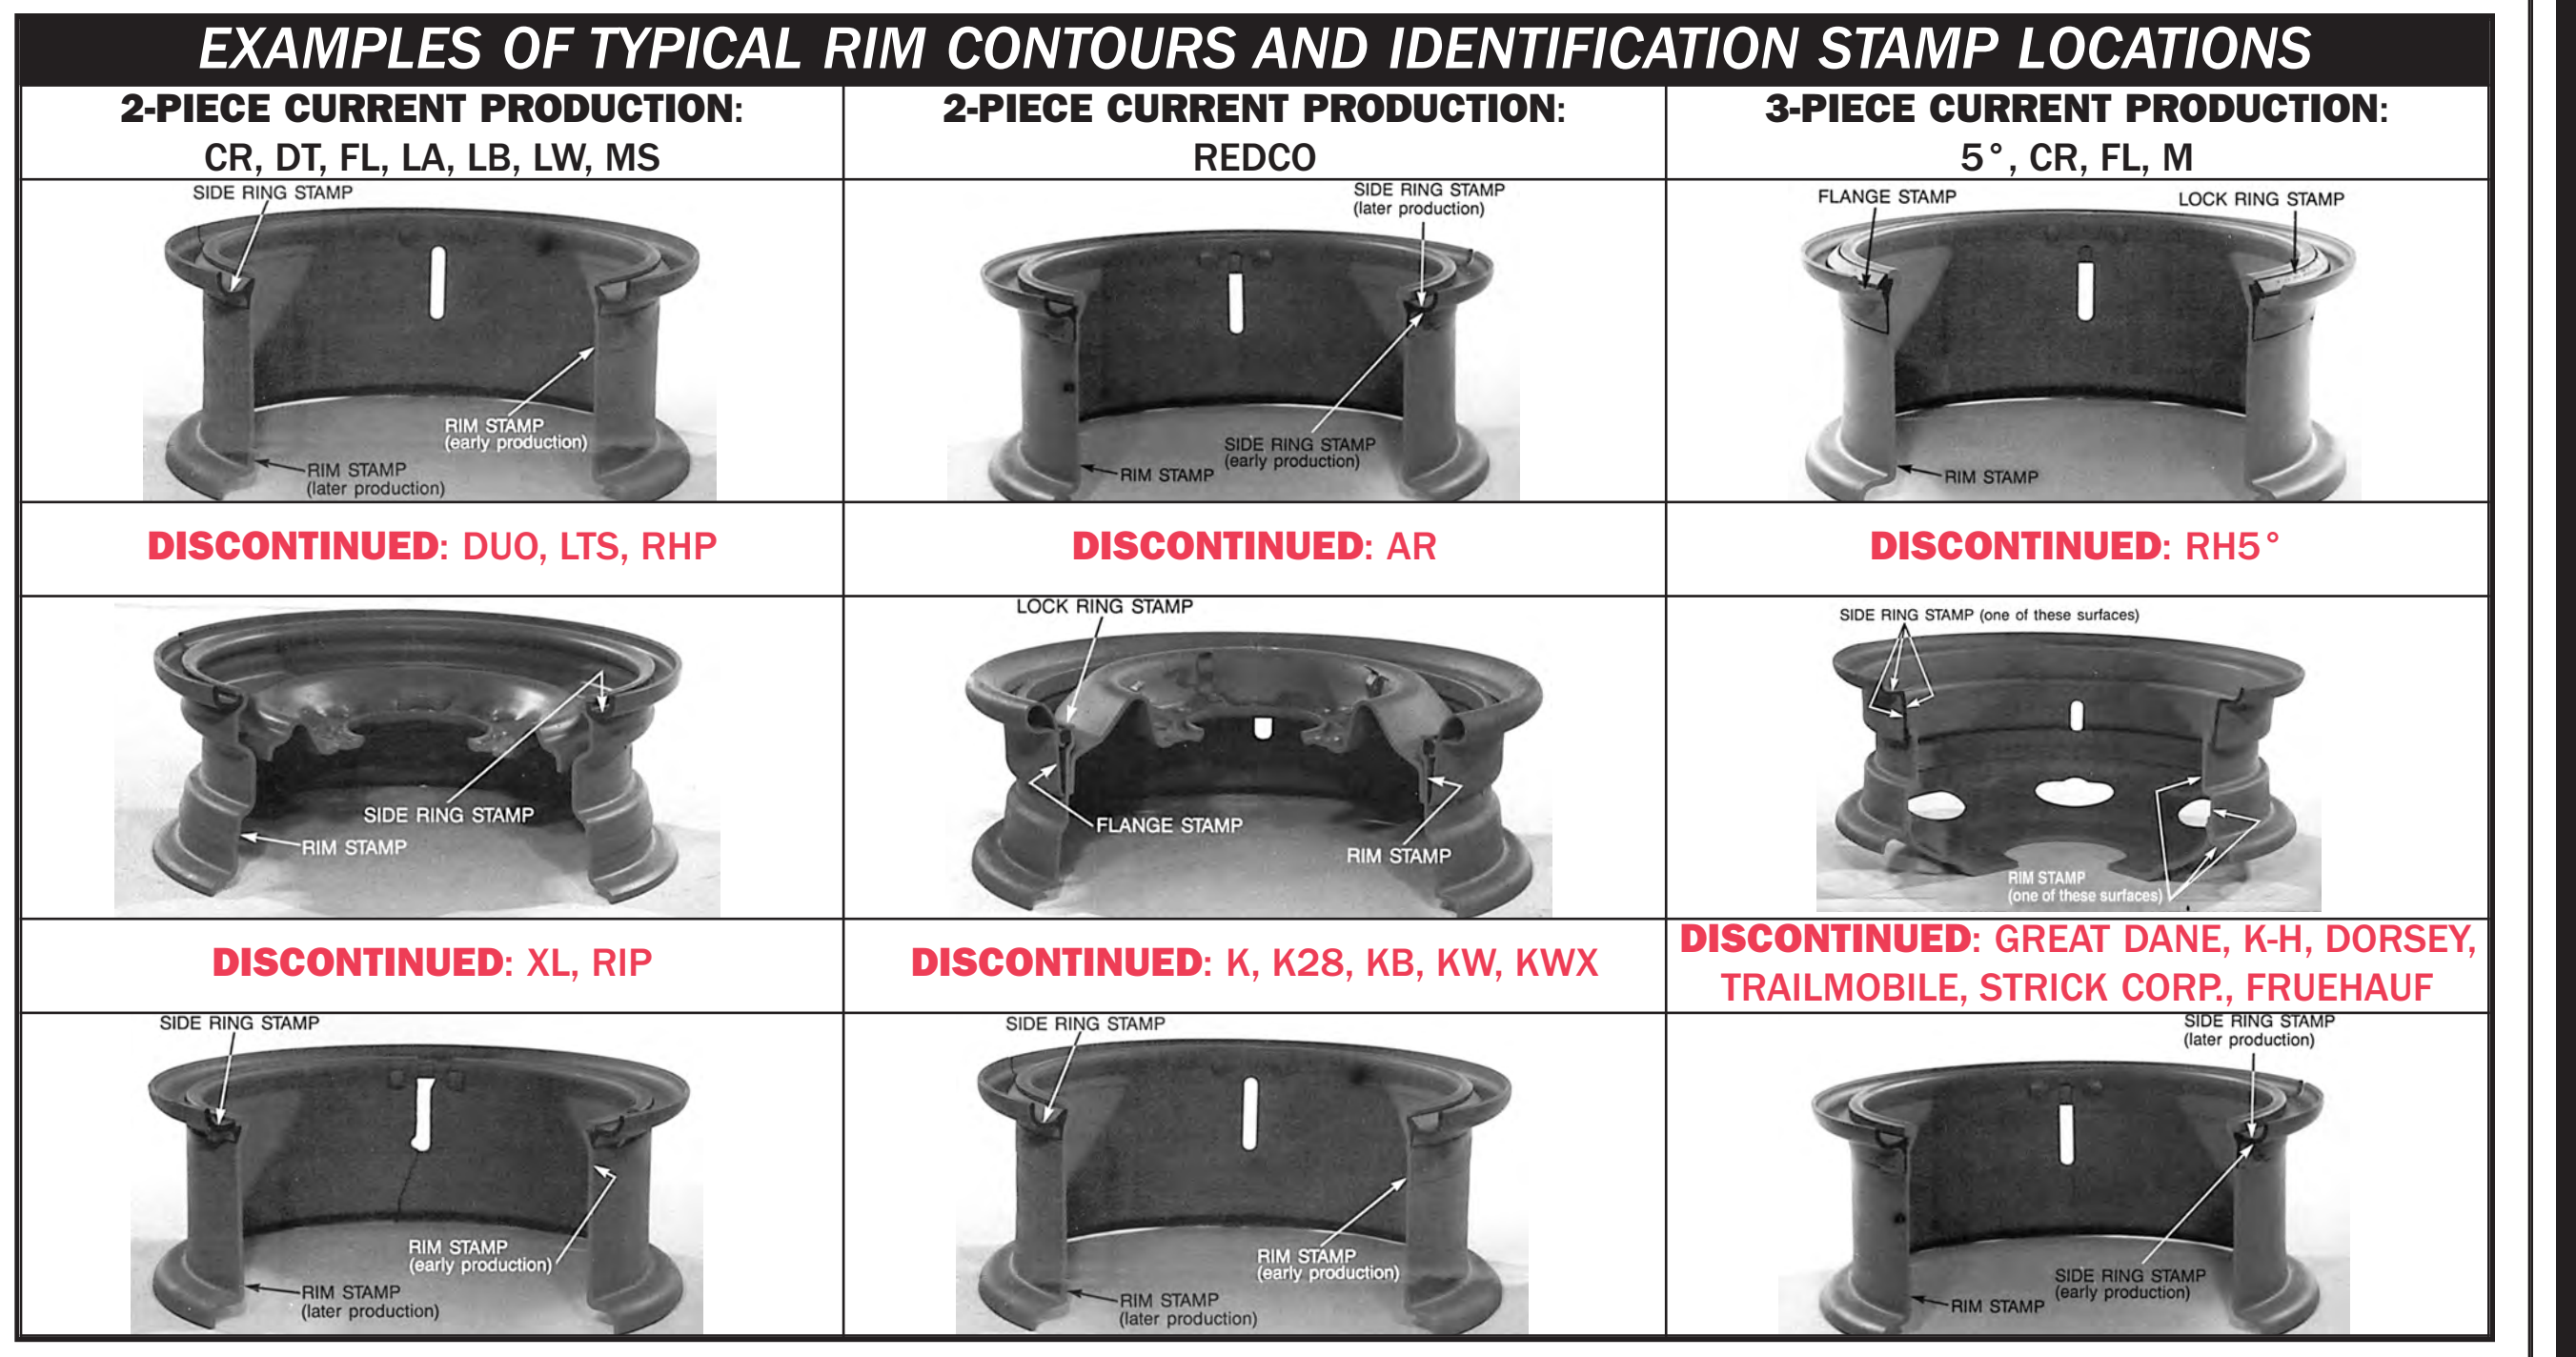 EXAMPLES OF TYPICAL RIM CONTOURS AND IDENTIFICATION STAMP LOCATIONS
2-PIECE CURRENT PRODUCTION:
CR, DT, FL, LA, LB, LW, MS
2-PIECE CURRENT PRODUCTION:
REDCO
3-PIECE CURRENT PRODUCTION:
5°, CR, FL, M
SIDE RING STAMP
RIM STAMP
(early production)
RIM STAMP
(later production)
SIDE RING STAMP
(later production)
SIDE RING STAMP
(early production)
RIM STAMP
FLANGE STAMP
LOCK RING STAMP
RIM STAMP
DISCONTINUED: DUO, LTS, RHP
DISCONTINUED: AR
DISCONTINUED: RH5°
SIDE RING STAMP
RIM STAMP
LOCK RING STAMP
FLANGE STAMP
RIM STAMP
SIDE RING STAMP (one of these surfaces)
RIM STAMP
(one of these surfaces)
DISCONTINUED: XL, RIP
DISCONTINUED: K, K28, KB, KW, KWX
DISCONTINUED: GREAT DANE, K-H, DORSEY,
TRAILMOBILE, STRICK CORP., FRUEHAUF
SIDE RING STAMP
RIM STAMP
(early production)
RIM STAMP
(later production)
SIDE RING STAMP
RIM STAMP
(early production)
RIM STAMP
(later production)
SIDE RING STAMP
(later production)
SIDE RING STAMP
(early production)
RIM STAMP